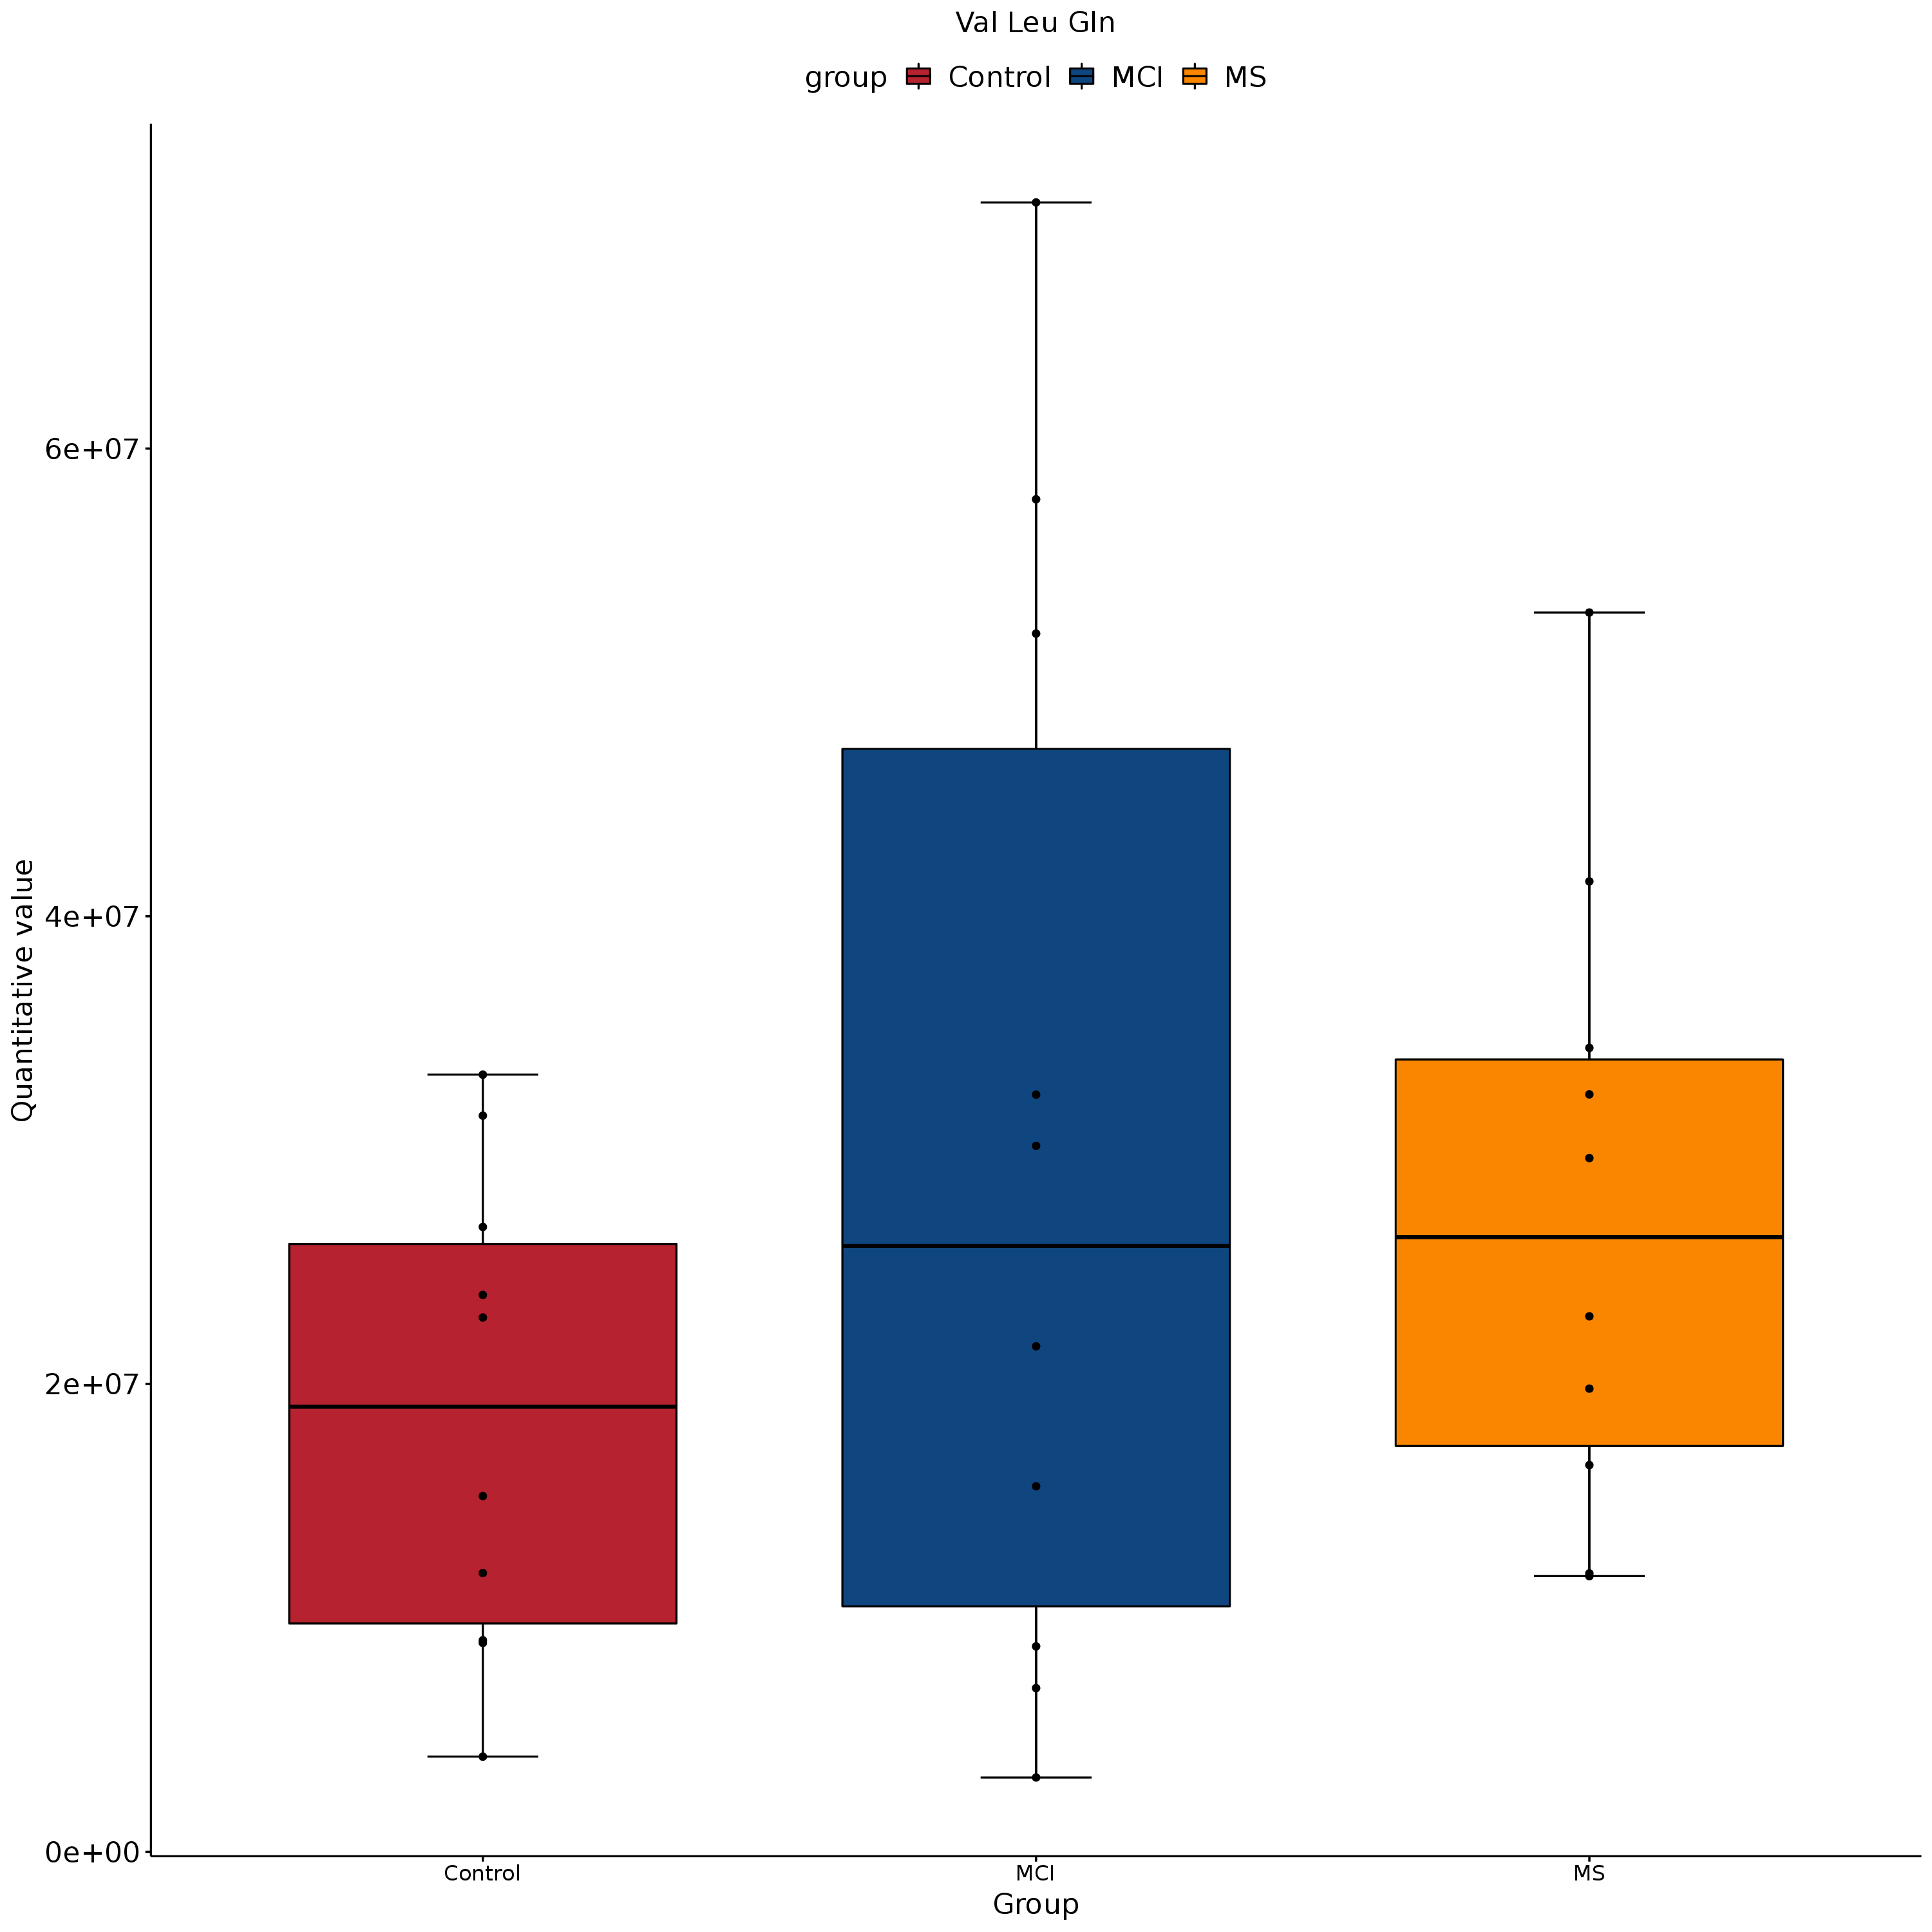 Val Leu Gln
group Control MCI MS
6e+07
4e+07
2e+07
0e+00
Quantitative value
Control MCI MS
Group